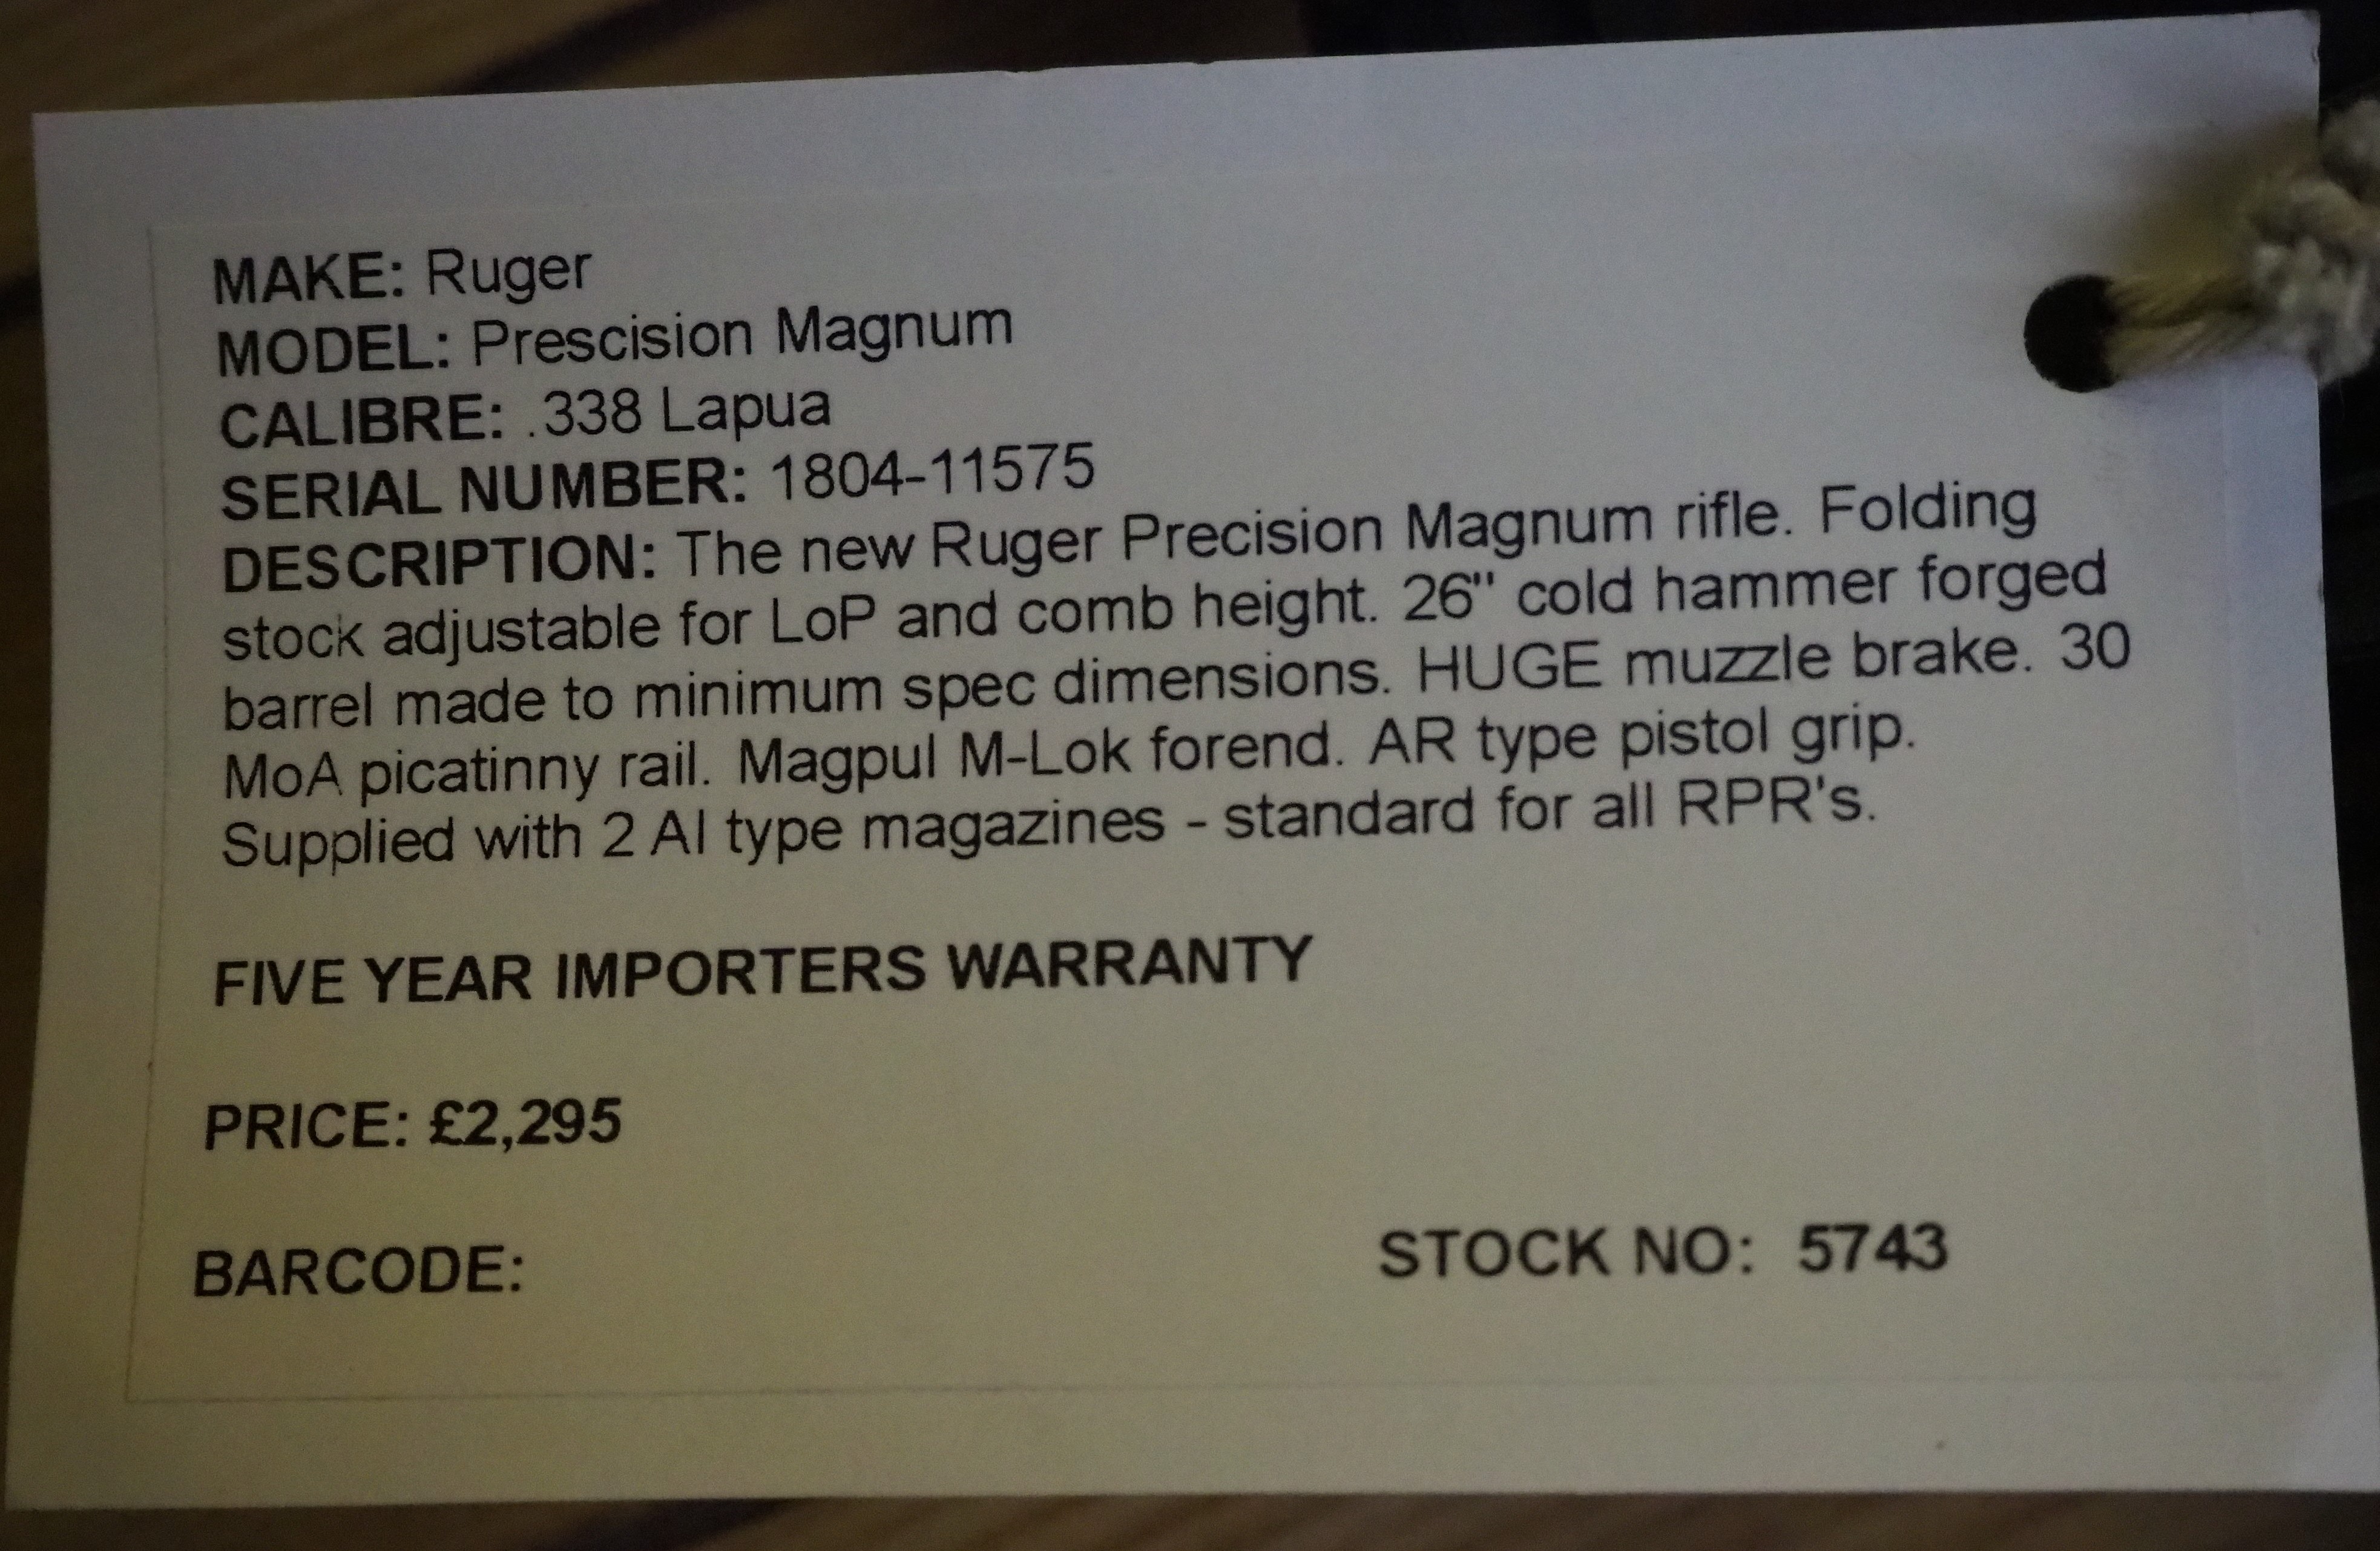 MAKE: Ruger
MODEL: Prescision Magnum
CALIBRE: .338 Lapua
SERIAL NUMBER: 1804-11575
DESCRIPTION: The new Ruger Precision Magnum rifle. Folding
stock adjustable for LoP and comb height. 26" cold hammer forged
barrel made to minimum spec dimensions. HUGE muzzle brake. 30
MoA picatinny rail. Magpul M-Lok forend. AR type pistol grip.
Supplied with 2 AI type magazines - standard for all RPR's.
FIVE YEAR IMPORTERS WARRANTY
PRICE: £2,295
BARCODE: STOCK NO: 5743